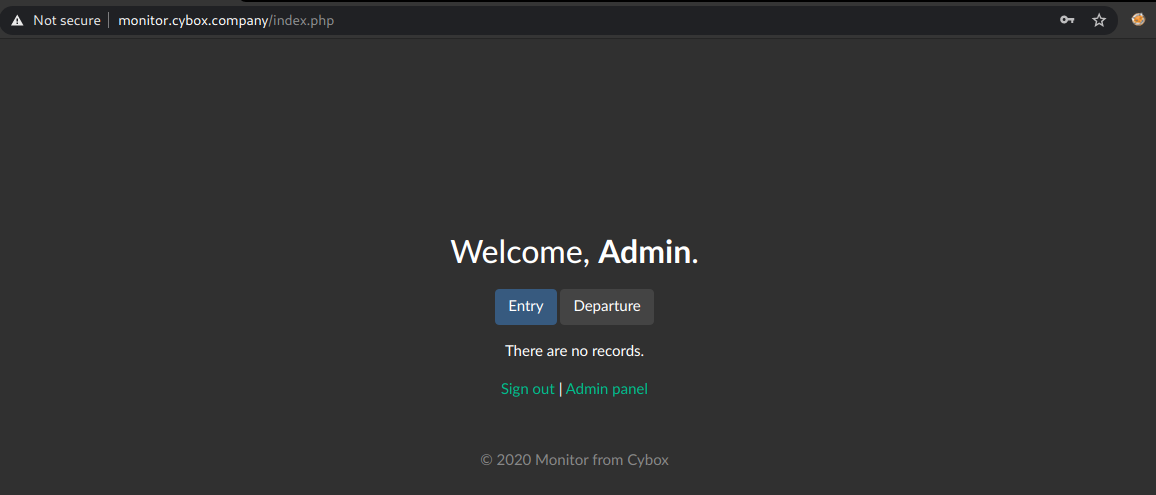 Not secure | monitor.cybox.company/index.php
Welcome, Admin.
Entry Departure
There are no records.
Sign out | Admin panel
© 2020 Monitor from Cybox